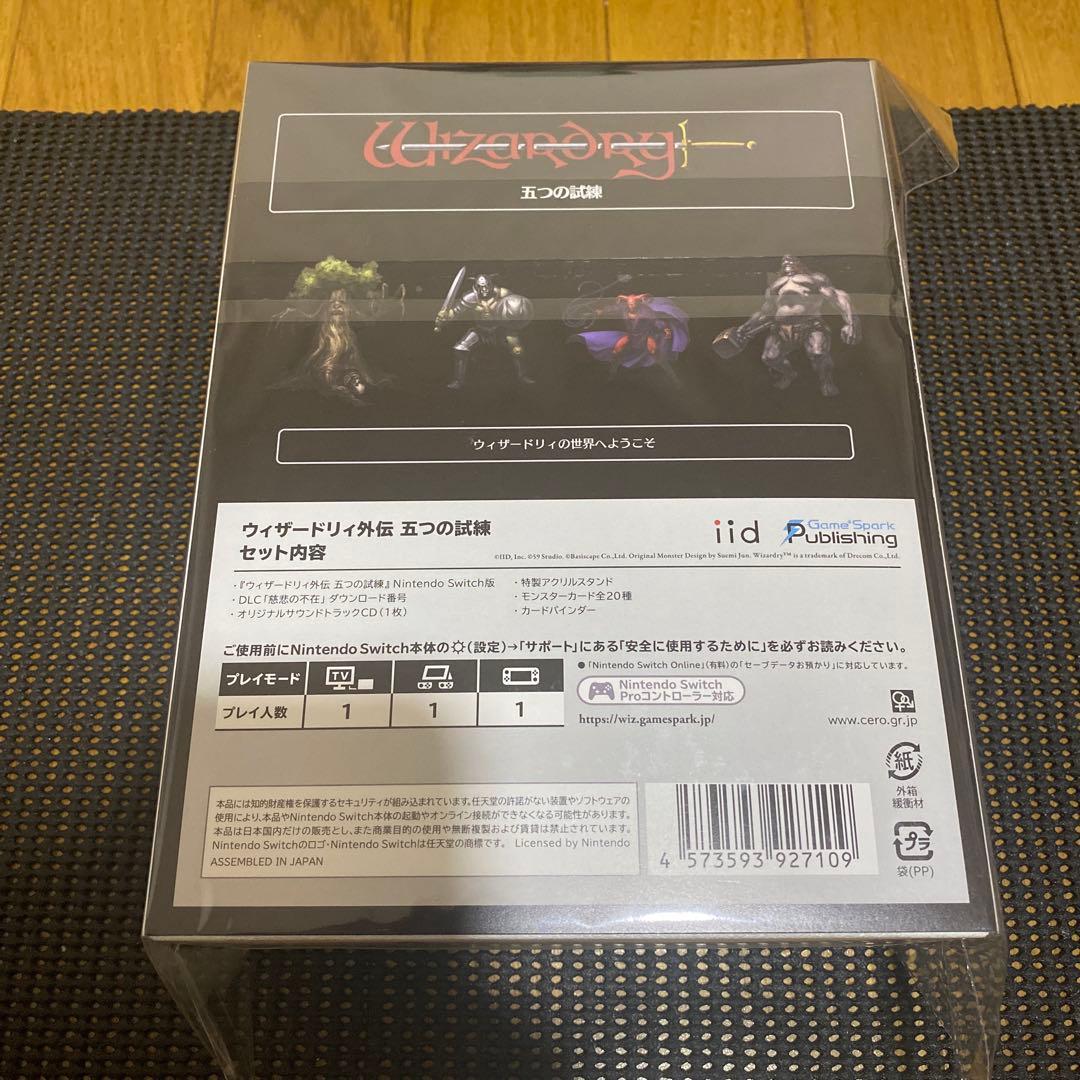 Wizardry
五つの試練
ウィザードリィの世界へようこそ
ウィザードリィ外伝 五つの試練
セット内容
iid
Game*Spark
Publishing
©IID, Inc. ©59 Studio. ©Basiscape Co.,Ltd. Original Monster Design by Suemi Jun. Wizardry™ is a trademark of Drecom Co.,Ltd.
・『ウィザードリィ外伝 五つの試練』Nintendo Switch版
・DLC「慈悲の不在」ダウンロード番号
・オリジナルサウンドトラックCD(1枚)
・特製アクリルスタンド
・モンスターカード全20種
・カードバインダー
ご使用前にNintendo Switch本体の(設定)→「サポート」にある「安全に使用するために」を必ずお読みください。
プレイモード TV
プレイ人数 1 1 1
●「Nintendo Switch Online」(有料)の「セーブデータお預かり」に対応しています。
Nintendo Switch
Proコントローラー対応
https://wiz.gamespark.jp/
www.cero.gr.jp
紙
外箱
緩衝材
プラ
袋(PP)
本品には知的財産権を保護するセキュリティが組み込まれています。任天堂の許諾がない装置やソフトウェアの
使用により、本品やNintendo Switch本体の起動やオンライン接続ができなくなる可能性があります。
本品は日本国内だけの販売とし、また商業目的の使用や無断複製および賃貸は禁止されています。
Nintendo Switchのロゴ・Nintendo Switchは任天堂の商標です。 Licensed by Nintendo
ASSEMBLED IN JAPAN
4 573593 927109